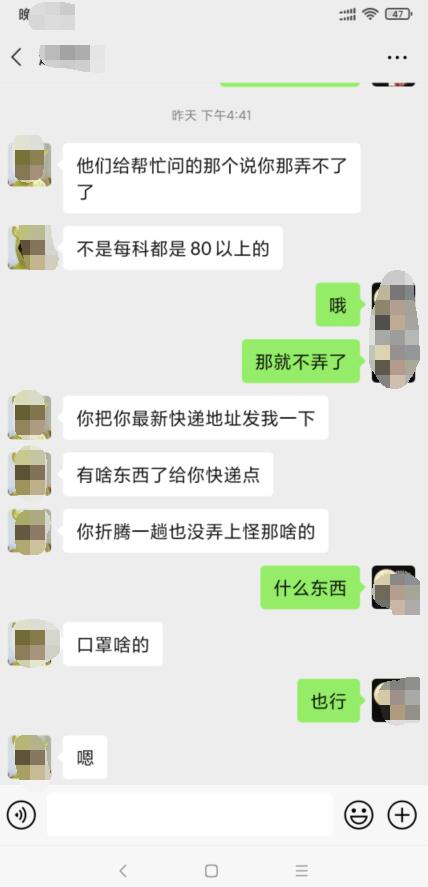 晚
47
昨天 下午4:41
他们给帮忙问的那个说你那弄不了
了
不是每科都是80以上的
哦
那就不弄了
你把你最新快递地址发我一下
有啥东西了给你快递点
你折腾一趟也没弄上怪那啥的
什么东西
口罩啥的
也行
嗯